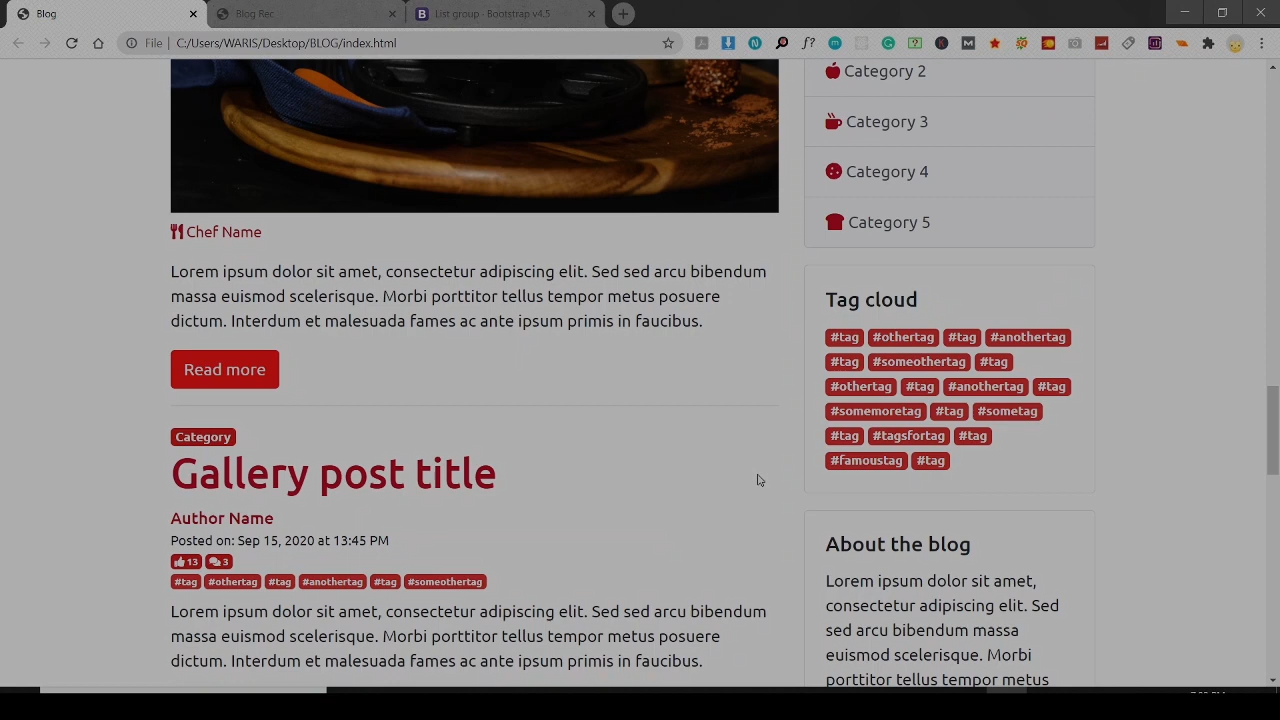 Blog
Blog Rec
List group · Bootstrap v4.5
File
C:/Users/WARIS/Desktop/BLOG/index.html
Chef Name
Lorem ipsum dolor sit amet, consectetur adipiscing elit. Sed sed arcu bibendum
massa euismod scelerisque. Morbi porttitor tellus tempor metus posuere
dictum. Interdum et malesuada fames ac ante ipsum primis in faucibus.
Read more
Category
Gallery post title
Author Name
Posted on: Sep 15, 2020 at 13:45 PM
13 3
#tag #othertag #tag #anothertag #tag #someothertag
Lorem ipsum dolor sit amet, consectetur adipiscing elit. Sed sed arcu bibendum
massa euismod scelerisque. Morbi porttitor tellus tempor metus posuere
dictum. Interdum et malesuada fames ac ante ipsum primis in faucibus.
Category 2
Category 3
Category 4
Category 5
Tag cloud
#tag #othertag #tag #anothertag
#tag #someothertag #tag
#othertag #tag #anothertag #tag
#somemoretag #tag #sometag
#tag #tagsfortag #tag
#famoustag #tag
About the blog
Lorem ipsum dolor sit amet,
consectetur adipiscing elit. Sed
sed arcu bibendum massa
euismod scelerisque. Morbi
porttitor tellus tempor metus